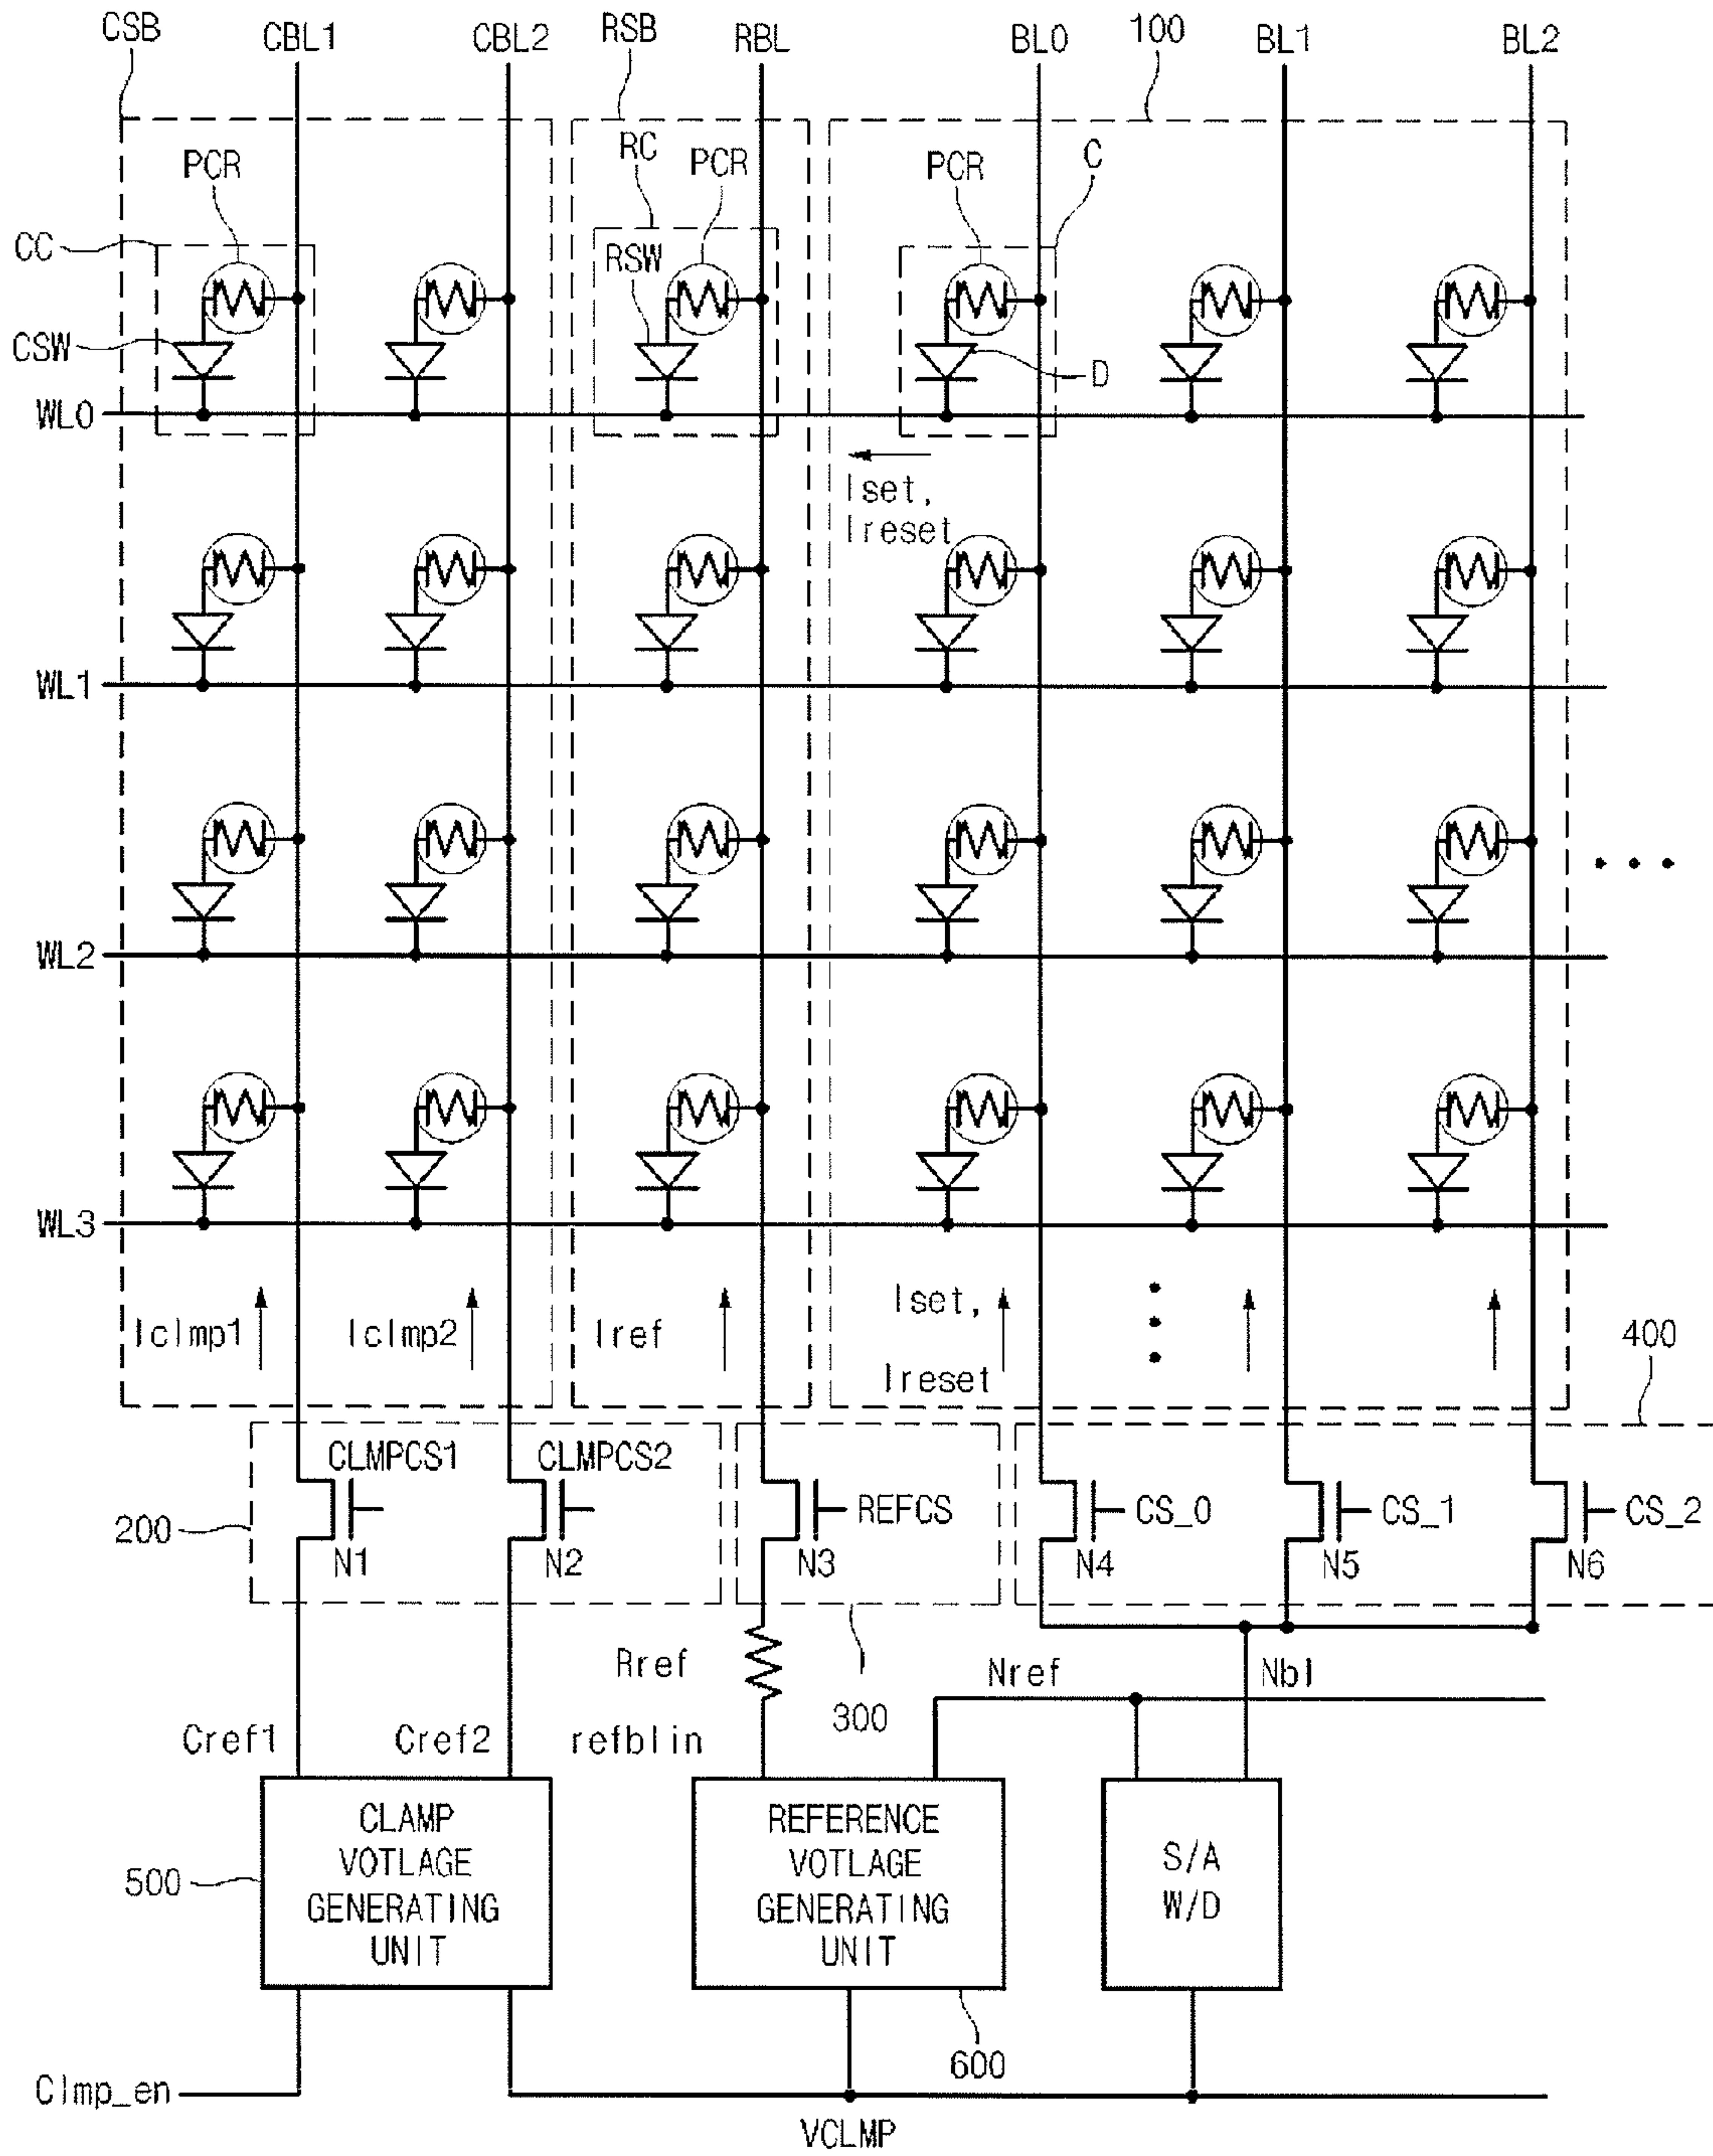 CSB CBL1 CBL2 RSB RBL BL0 100 BL1 BL2
PCR RC PCR PCR C
CC RSW
CSW D
WL0
Iset,
Ireset
WL1
WL2
WL3
Iclmp1 Iclmp2 Iref Iset,
Ireset
400
CLMPCS1 CLMPCS2
200 REFCS CS_0 CS_1 CS_2
N1 N2 N3 N4 N5 N6
Rref Nref Nbl
300
Cref1 Cref2 refblin
CLAMP
VOTLAGE
GENERATING
UNIT
500
REFERENCE
VOTLAGE
GENERATING
UNIT
S/A
W/D
600
Clmp_en
VCLMP